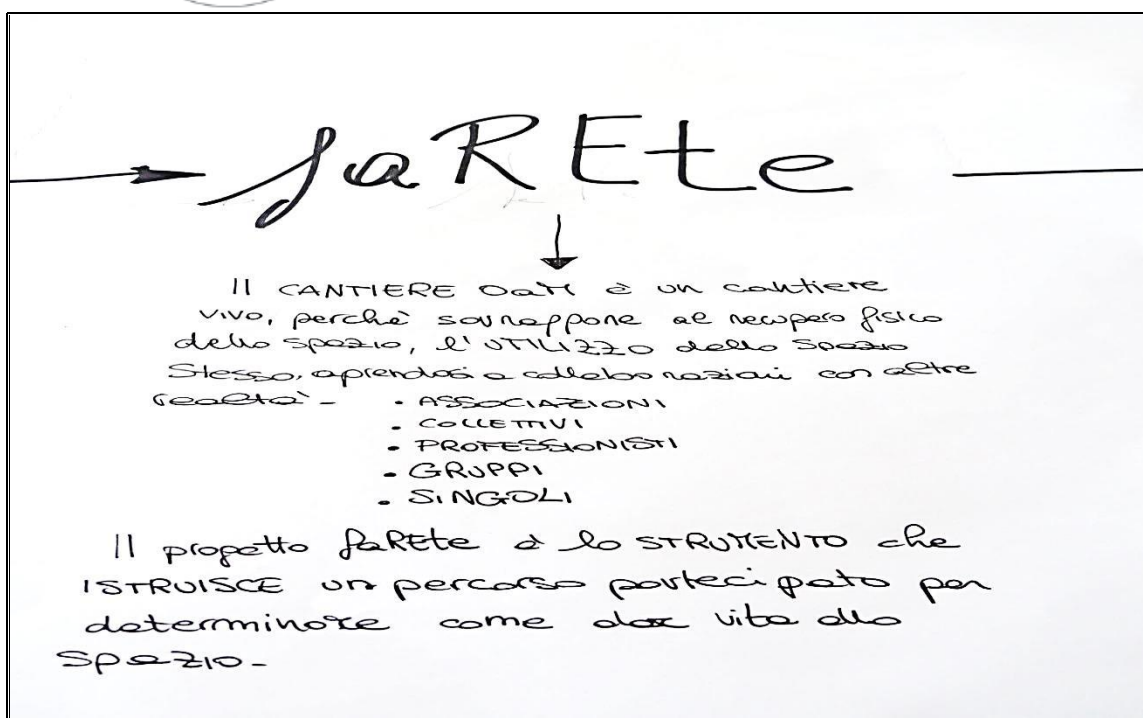 faREte
Il CANTIERE OaM è un cantiere
vivo, perchè sovrappone al recupero fisico
dello spazio, l'UTILIZZO dello spazio
stesso, aprendosi a collaborazioni con altre
realtà -
• ASSOCIAZIONI
• COLLETTIVI
• PROFESSIONISTI
• GRUPPI
• SINGOLI
Il progetto faREte è lo STRUMENTO che
ISTRUISCE un percorso partecipato per
determinare come dar vita allo
spazio -